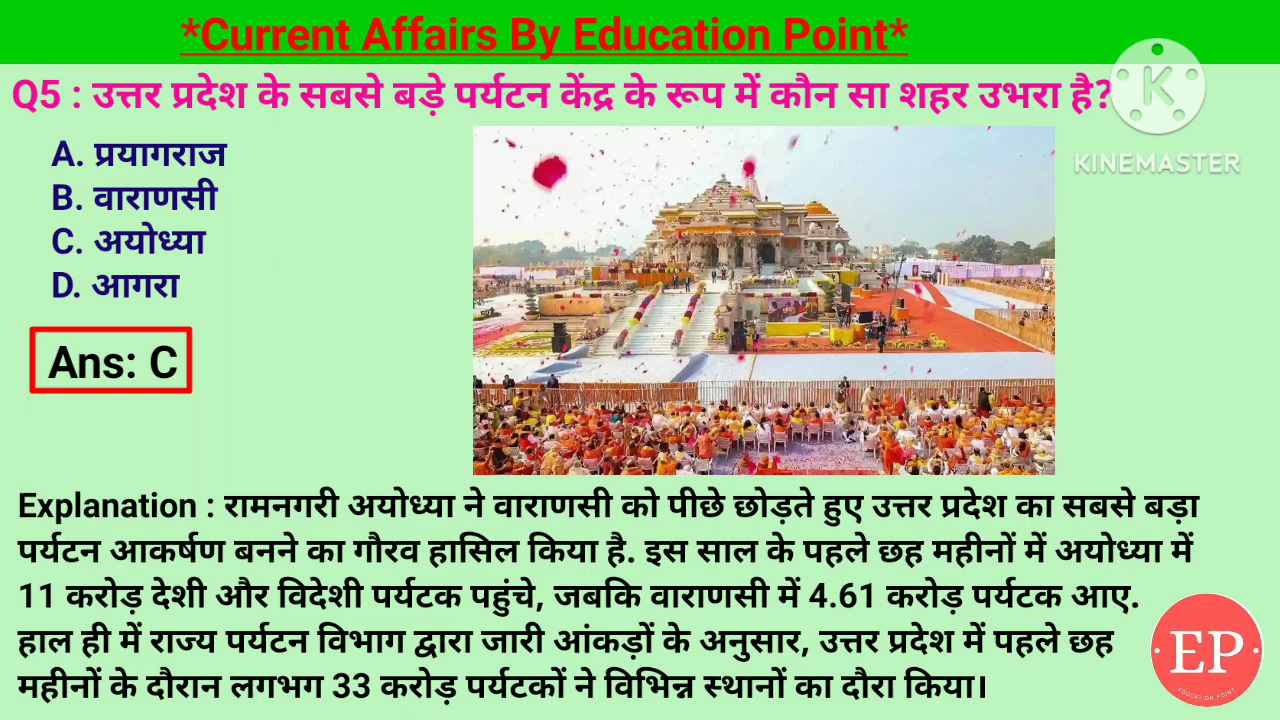 *Current Affairs By Education Point*
Q5 : उत्तर प्रदेश के सबसे बड़े पर्यटन केंद्र के रूप में कौन सा शहर उभरा है?
K
KINEMASTER
A. प्रयागराज
B. वाराणसी
C. अयोध्या
D. आगरा
Ans: C
Explanation : रामनगरी अयोध्या ने वाराणसी को पीछे छोड़ते हुए उत्तर प्रदेश का सबसे बड़ा
पर्यटन आकर्षण बनने का गौरव हासिल किया है. इस साल के पहले छह महीनों में अयोध्या में
11 करोड़ देशी और विदेशी पर्यटक पहुंचे, जबकि वाराणसी में 4.61 करोड़ पर्यटक आए.
हाल ही में राज्य पर्यटन विभाग द्वारा जारी आंकड़ों के अनुसार, उत्तर प्रदेश में पहले छह
महीनों के दौरान लगभग 33 करोड़ पर्यटकों ने विभिन्न स्थानों का दौरा किया।
EP
EDUCATION POINT